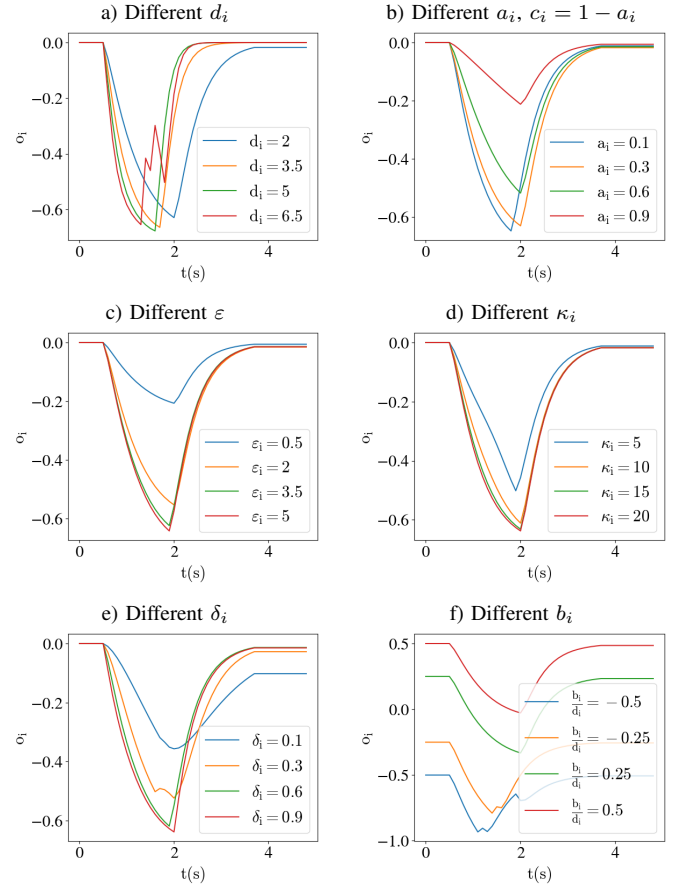 a) Different d_i
0.0
−0.2
−0.4
−0.6
o_i
d_i = 2
d_i = 3.5
d_i = 5
d_i = 6.5
0 2 4
t(s)
b) Different a_i, c_i = 1 − a_i
0.0
−0.2
−0.4
−0.6
o_i
a_i = 0.1
a_i = 0.3
a_i = 0.6
a_i = 0.9
0 2 4
t(s)
c) Different ε
0.0
−0.2
−0.4
−0.6
o_i
ε_i = 0.5
ε_i = 2
ε_i = 3.5
ε_i = 5
0 2 4
t(s)
d) Different κ_i
0.0
−0.2
−0.4
−0.6
o_i
κ_i = 5
κ_i = 10
κ_i = 15
κ_i = 20
0 2 4
t(s)
e) Different δ_i
0.0
−0.2
−0.4
−0.6
o_i
δ_i = 0.1
δ_i = 0.3
δ_i = 0.6
δ_i = 0.9
0 2 4
t(s)
f) Different b_i
0.5
0.0
−0.5
−1.0
o_i
b_i/d_i = −0.5
b_i/d_i = −0.25
b_i/d_i = 0.25
b_i/d_i = 0.5
0 2 4
t(s)